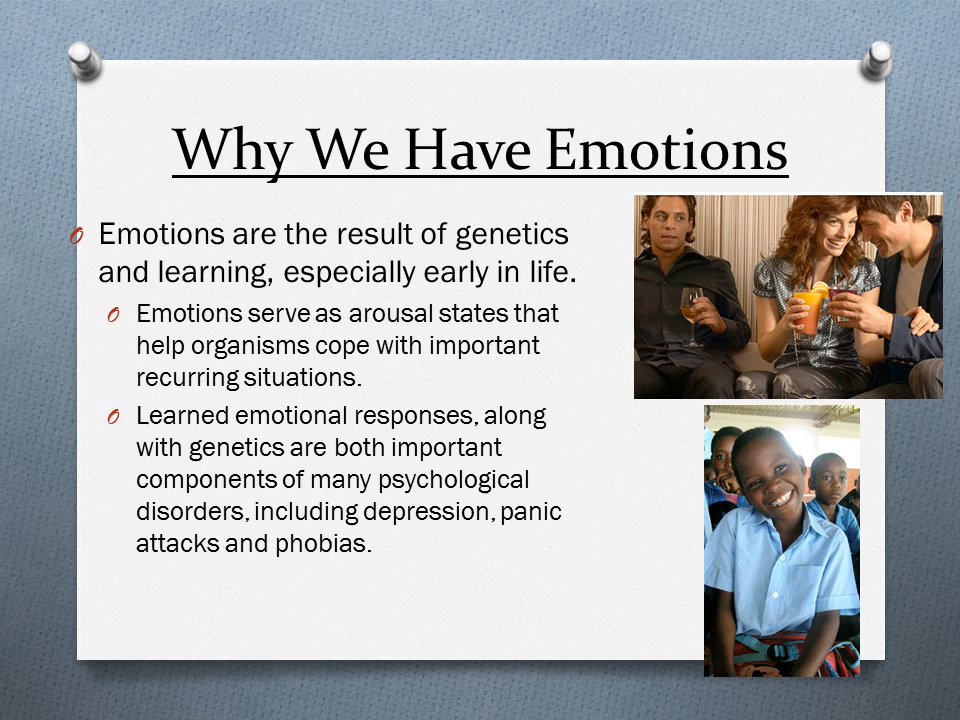 Why We Have Emotions
Emotions are the result of genetics
and learning, especially early in life.
Emotions serve as arousal states that
help organisms cope with important
recurring situations.
Learned emotional responses, along
with genetics are both important
components of many psychological
disorders, including depression, panic
attacks and phobias.